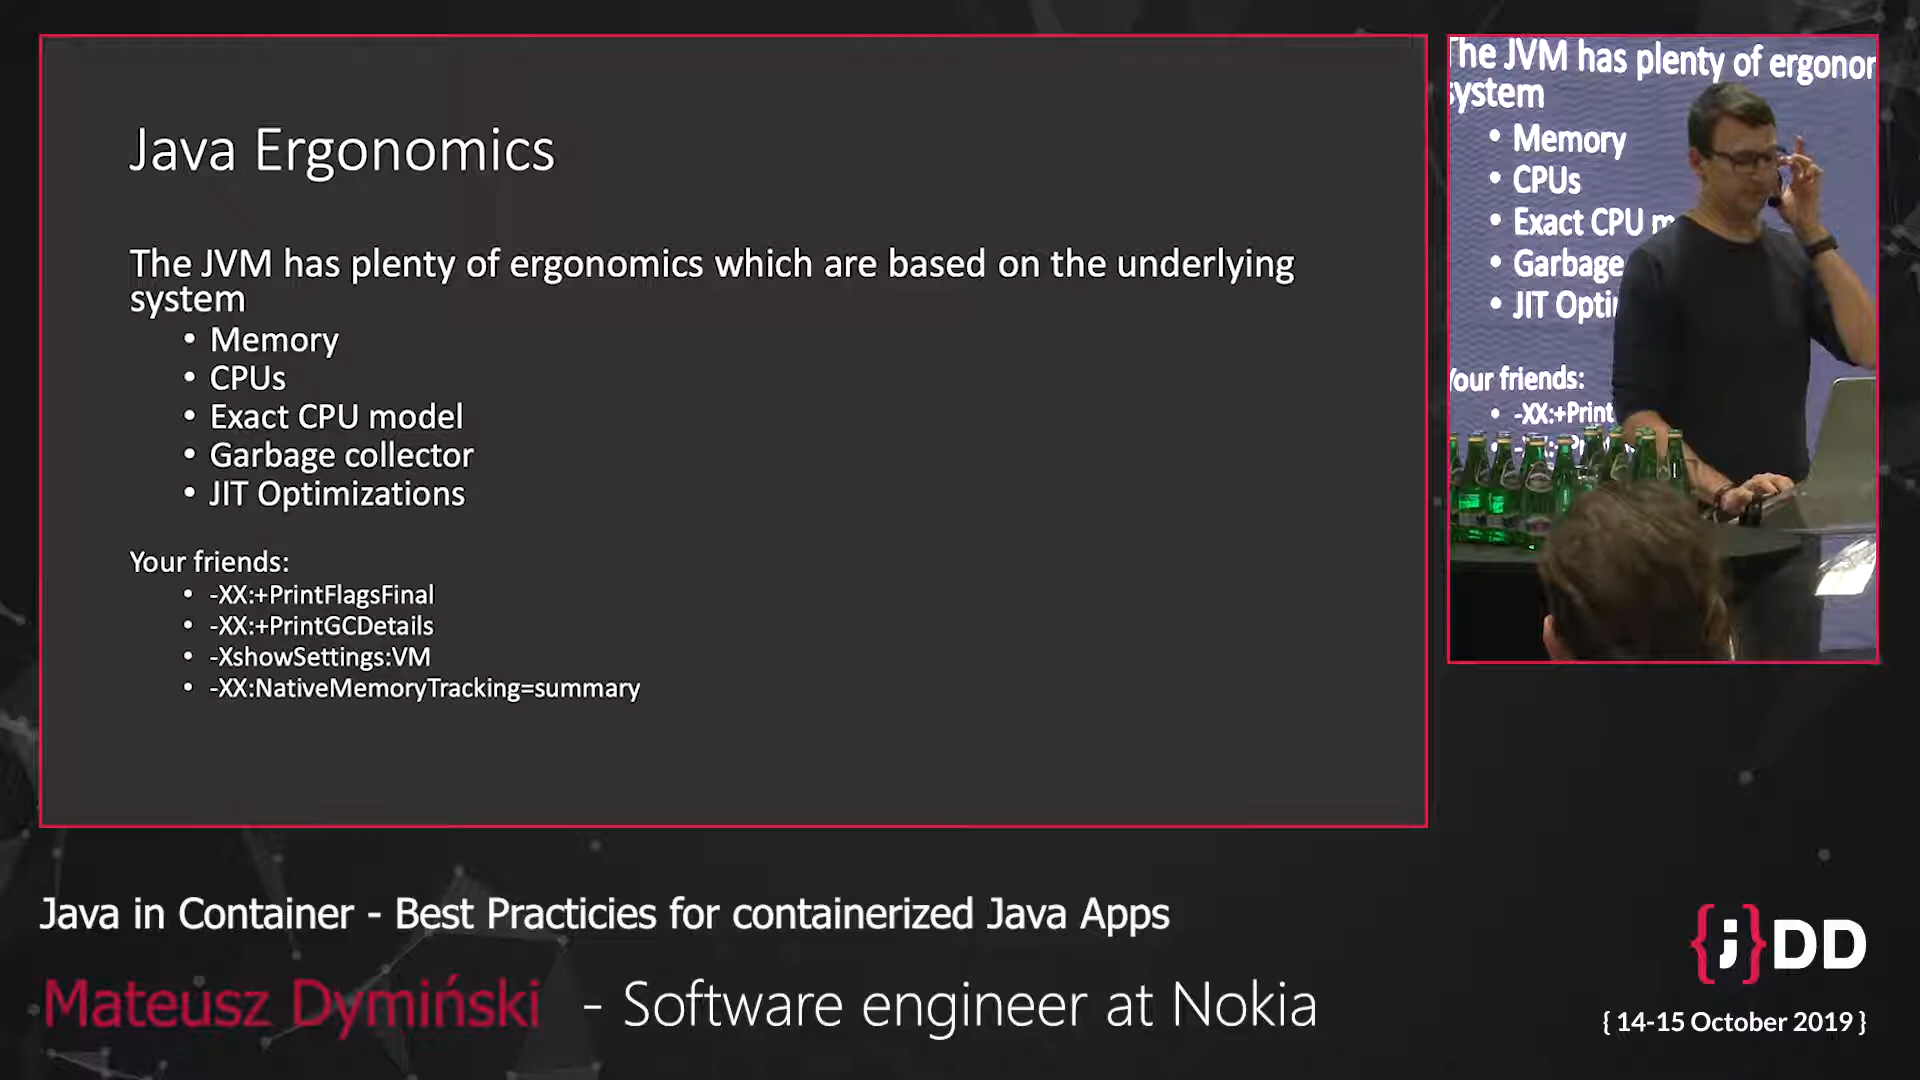 Java Ergonomics
The JVM has plenty of ergonomics which are based on the underlying
system
• Memory
• CPUs
• Exact CPU model
• Garbage collector
• JIT Optimizations
Your friends:
• -XX:+PrintFlagsFinal
• -XX:+PrintGCDetails
• -XshowSettings:VM
• -XX:NativeMemoryTracking=summary
The JVM has plenty of ergonom
system
• Memory
• CPUs
• Exact CPU m
• Garbage
• JIT Opti
Your friends:
• -XX:+Print
Java in Container - Best Practicies for containerized Java Apps
Mateusz Dymiński - Software engineer at Nokia
{;}DD
{ 14-15 October 2019 }